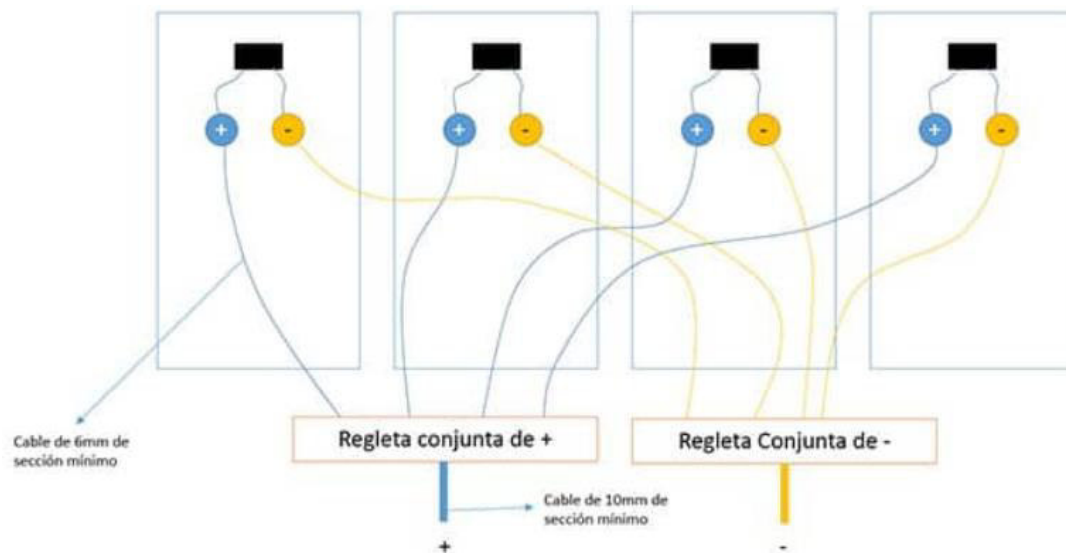 + - + - + - + -
Cable de 6mm de
sección mínimo
Regleta conjunta de +
Regleta Conjunta de -
Cable de 10mm de
sección mínimo
+ -